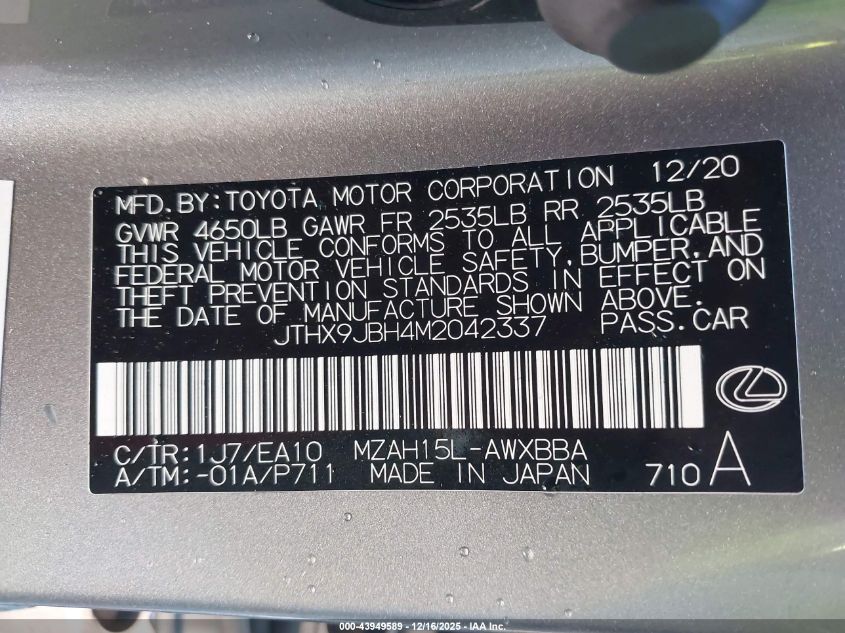 MFD.BY:TOYOTA MOTOR CORPORATION 12/20
GVWR 4650LB GAWR FR 2535LB RR 2535LB
THIS VEHICLE CONFORMS TO ALL APPLICABLE
FEDERAL MOTOR VEHICLE SAFETY,BUMPER,AND
THEFT PREVENTION STANDARDS IN EFFECT ON
THE DATE OF MANUFACTURE SHOWN ABOVE.
JTHX9JBH4M2042337 PASS.CAR
C/TR:1J7/EA10 MZAH15L-AWXBBA
A/TM:-01A/P711 MADE IN JAPAN 710 A
000-43949589 - 12/16/2025 - IAA Inc.